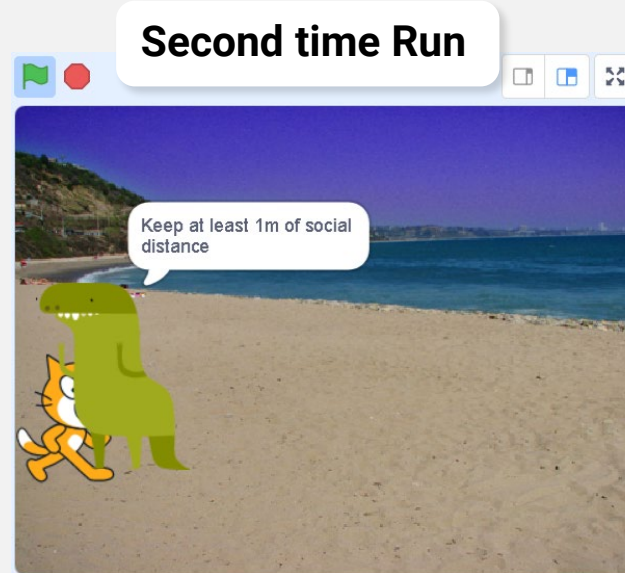 Second time Run
Keep at least 1m of social
distance